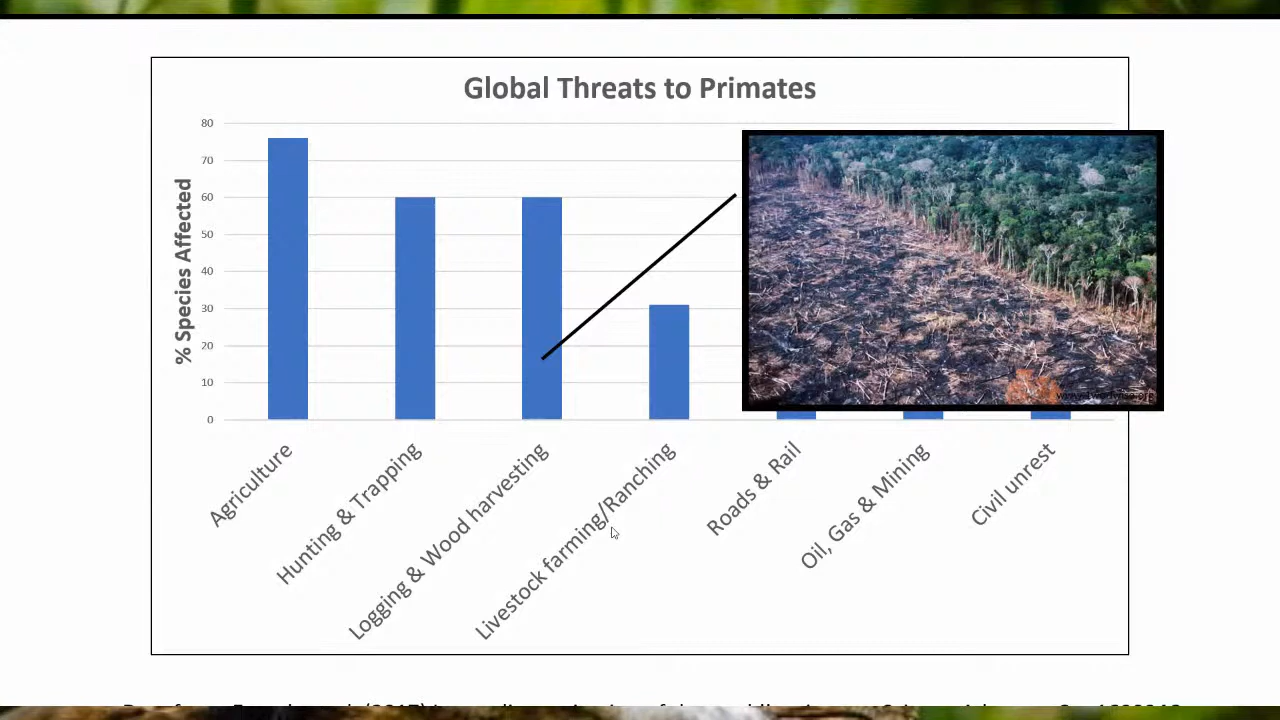 Global Threats to Primates
% Species Affected
80
70
60
50
40
30
20
10
0
Agriculture
Hunting & Trapping
Logging & Wood harvesting
Livestock farming/Ranching
Roads & Rail
Oil, Gas & Mining
Civil unrest